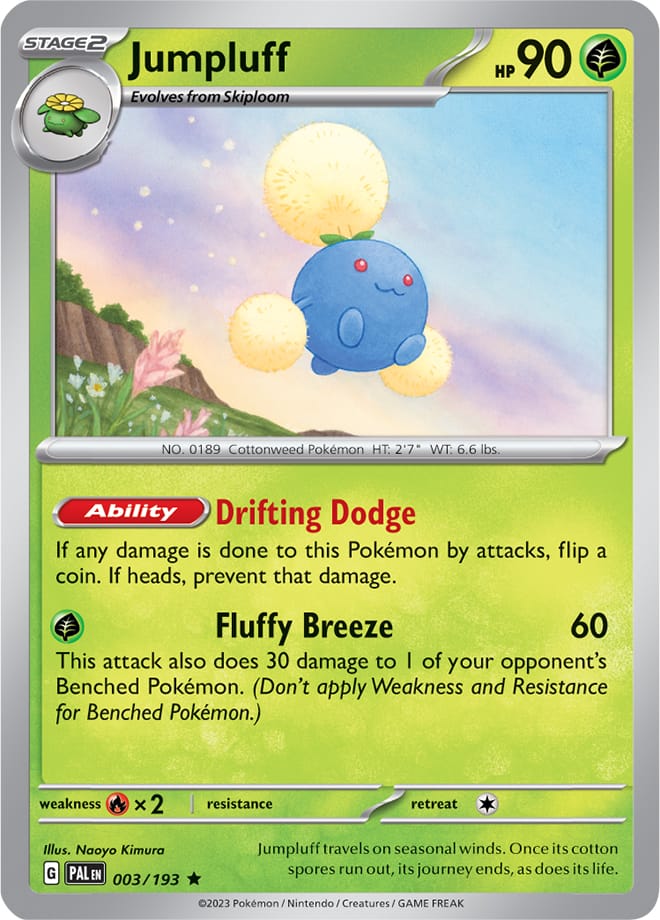 STAGE2
Jumpluff
HP 90
Evolves from Skiploom
NO. 0189 Cottonweed Pokémon HT: 2'7" WT: 6.6 lbs.
Ability Drifting Dodge
If any damage is done to this Pokémon by attacks, flip a
coin. If heads, prevent that damage.
Fluffy Breeze 60
This attack also does 30 damage to 1 of your opponent's
Benched Pokémon. (Don't apply Weakness and Resistance
for Benched Pokémon.)
weakness ×2 resistance retreat
Illus. Naoyo Kimura
Jumpluff travels on seasonal winds. Once its cotton
spores run out, its journey ends, as does its life.
G PAL EN 003/193 ★
©2023 Pokémon / Nintendo / Creatures / GAME FREAK